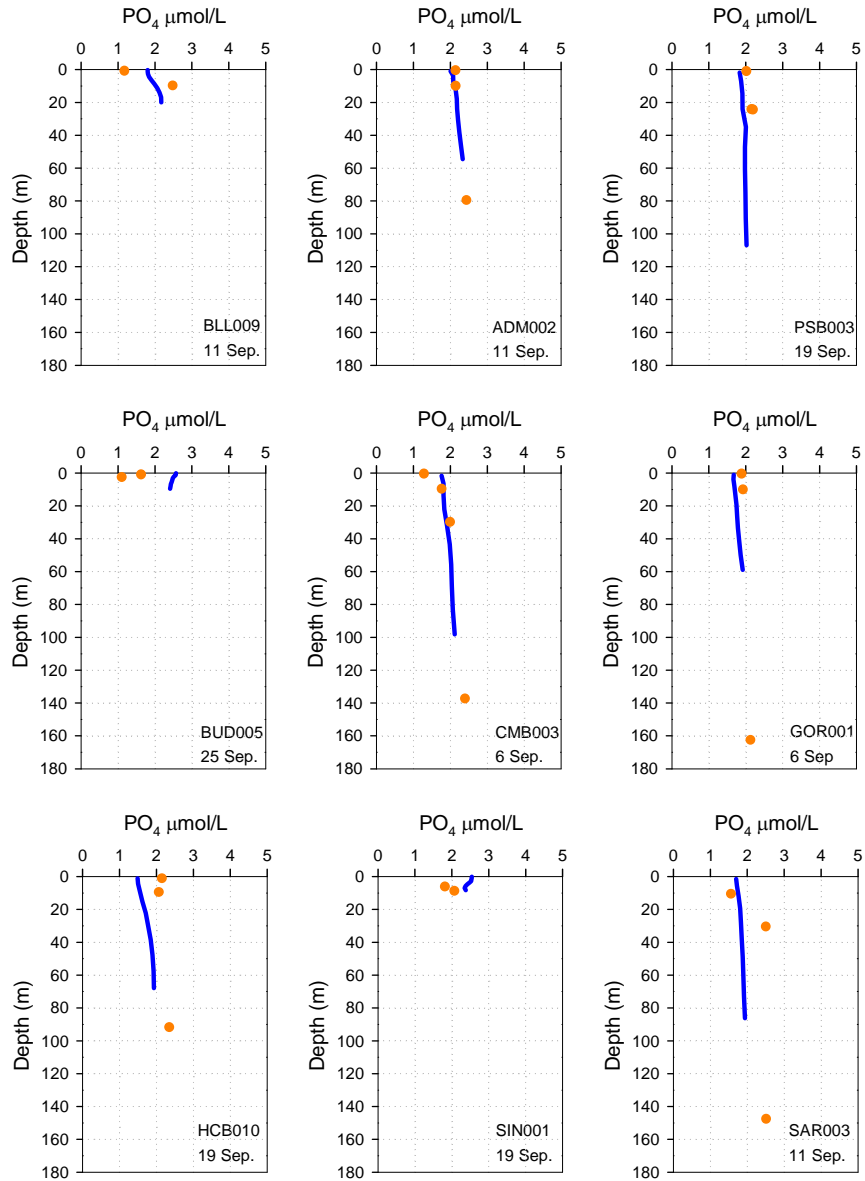 PO4 μmol/L PO4 μmol/L PO4 μmol/L
0 1 2 3 4 5 0 1 2 3 4 5 0 1 2 3 4 5
0 0 0
20 20 20
40 40 40
60 60 60
80 80 80
100 100 100
120 120 120
140 140 140
160 160 160
180 180 180
Depth (m) Depth (m) Depth (m)
BLL009 ADM002 PSB003
11 Sep. 11 Sep. 19 Sep.
PO4 μmol/L PO4 μmol/L PO4 μmol/L
0 1 2 3 4 5 0 1 2 3 4 5 0 1 2 3 4 5
0 0 0
20 20 20
40 40 40
60 60 60
80 80 80
100 100 100
120 120 120
140 140 140
160 160 160
180 180 180
Depth (m) Depth (m) Depth (m)
BUD005 CMB003 GOR001
25 Sep. 6 Sep. 6 Sep
PO4 μmol/L PO4 μmol/L PO4 μmol/L
0 1 2 3 4 5 0 1 2 3 4 5 0 1 2 3 4 5
0 0 0
20 20 20
40 40 40
60 60 60
80 80 80
100 100 100
120 120 120
140 140 140
160 160 160
180 180 180
Depth (m) Depth (m) Depth (m)
HCB010 SIN001 SAR003
19 Sep. 19 Sep. 11 Sep.